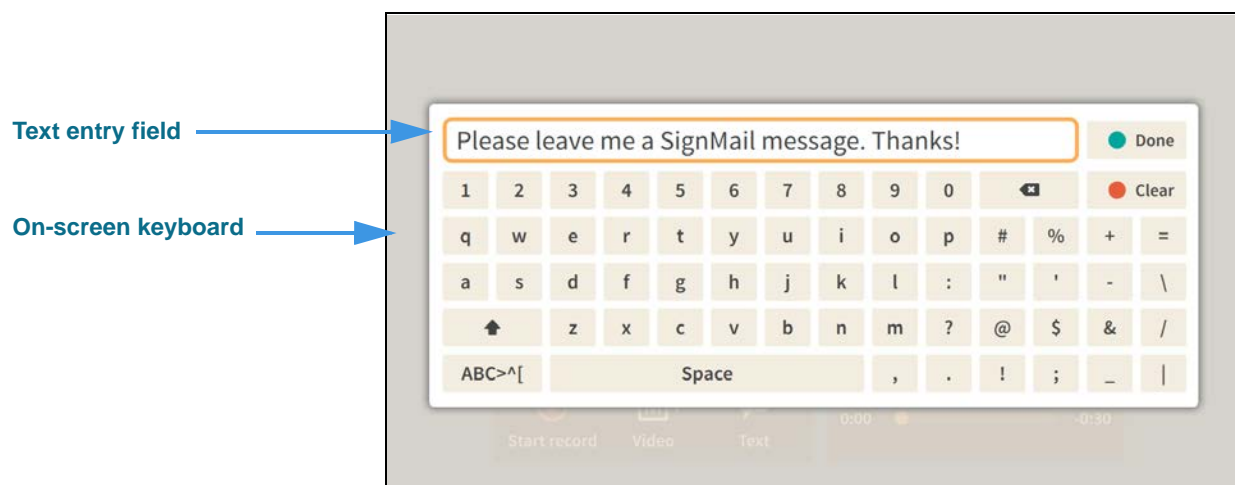 Text entry field
Please leave me a SignMail message. Thanks!
Done
1 2 3 4 5 6 7 8 9 0
Clear
On-screen keyboard
q w e r t y u i o p # % + =
a s d f g h j k l : " ' - \
z x c v b n m ? @ $ & /
ABC>^[ Space , . ! ; _ |
0:00 -0:30
Start record Video Text